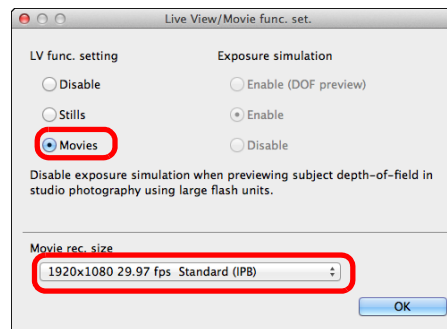 Live View/Movie func. set.
LV func. setting
Exposure simulation
Disable
Enable (DOF preview)
Stills
Enable
Movies
Disable
Disable exposure simulation when previewing subject depth-of-field in
studio photography using large flash units.
Movie rec. size
1920x1080 29.97 fps Standard (IPB)
OK